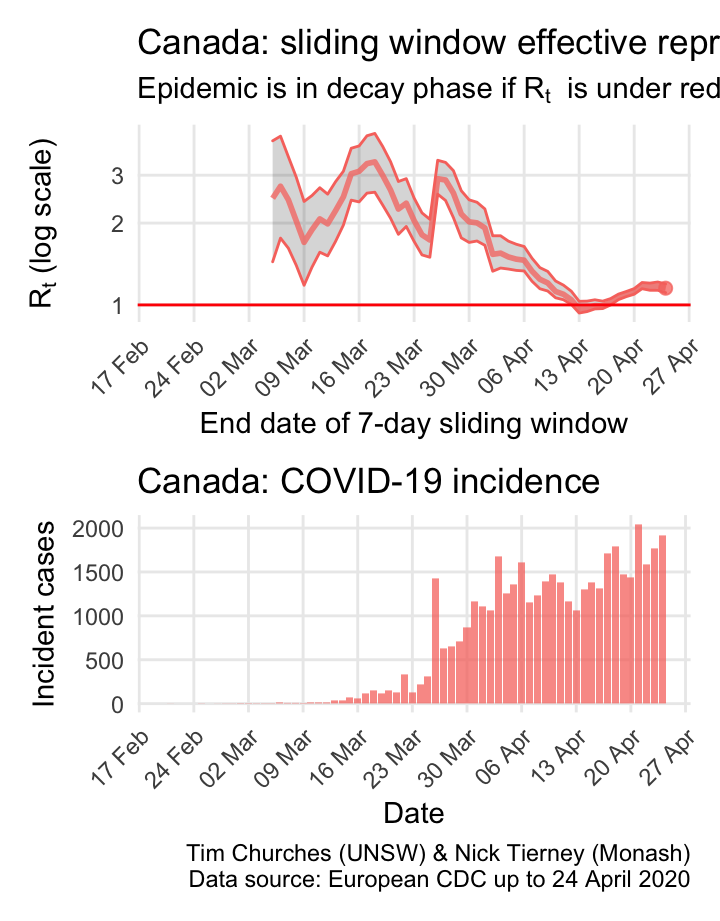 Canada: sliding window effective repr
Epidemic is in decay phase if Rt is under red
Rt (log scale)
3
2
1
17 Feb
24 Feb
02 Mar
09 Mar
16 Mar
23 Mar
30 Mar
06 Apr
13 Apr
20 Apr
27 Apr
End date of 7-day sliding window
Canada: COVID-19 incidence
Incident cases
2000
1500
1000
500
0
17 Feb
24 Feb
02 Mar
09 Mar
16 Mar
23 Mar
30 Mar
06 Apr
13 Apr
20 Apr
27 Apr
Date
Tim Churches (UNSW) & Nick Tierney (Monash)
Data source: European CDC up to 24 April 2020